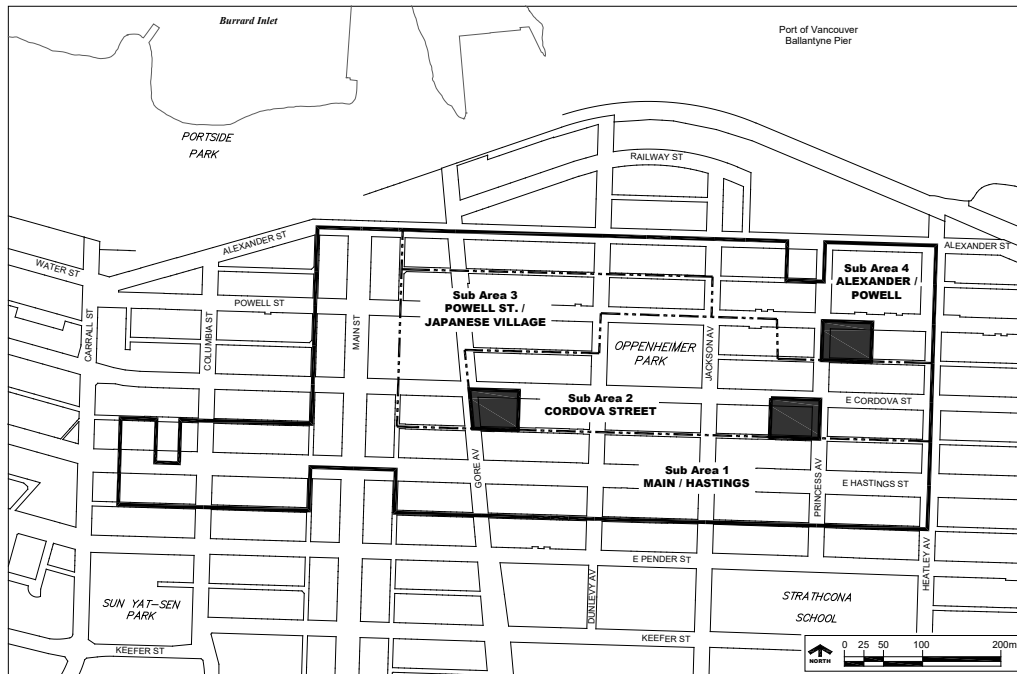 Burrard Inlet
Port of Vancouver
Ballantyne Pier
PORTSIDE
PARK
RAILWAY ST
ALEXANDER ST
ALEXANDER ST
WATER ST
Sub Area 4
ALEXANDER /
POWELL
Sub Area 3
POWELL ST. /
JAPANESE VILLAGE
POWELL ST
CARRALL ST
COLUMBIA ST
MAIN ST
OPPENHEIMER
PARK
JACKSON AV
Sub Area 2
CORDOVA STREET
E CORDOVA ST
Sub Area 1
MAIN / HASTINGS
GORE AV
PRINCESS AV
E HASTINGS ST
E PENDER ST
HEATLEY AV
DUNLEVY AV
SUN YAT-SEN
PARK
STRATHCONA
SCHOOL
KEEFER ST
KEEFER ST
NORTH
0 25 50 100 200m